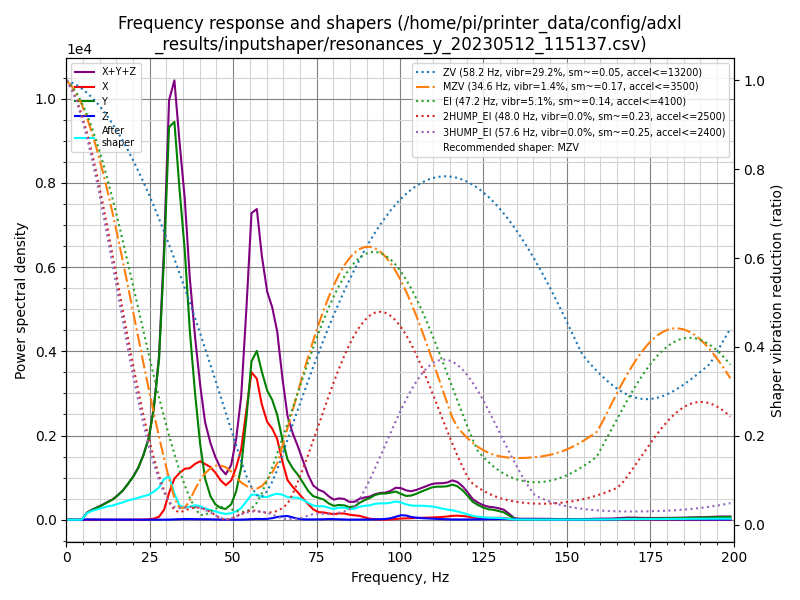 Frequency response and shapers (/home/pi/printer_data/config/adxl
_results/inputshaper/resonances_y_20230512_115137.csv)
1e4
X+Y+Z
X
Y
Z
After
shaper
ZV (58.2 Hz, vibr=29.2%, sm~=0.05, accel<=13200)
MZV (34.6 Hz, vibr=1.4%, sm~=0.17, accel<=3500)
EI (47.2 Hz, vibr=5.1%, sm~=0.14, accel<=4100)
2HUMP_EI (48.0 Hz, vibr=0.0%, sm~=0.23, accel<=2500)
3HUMP_EI (57.6 Hz, vibr=0.0%, sm~=0.25, accel<=2400)
Recommended shaper: MZV
Power spectral density
1.0
0.8
0.6
0.4
0.2
0.0
1.0
0.8
0.6
0.4
0.2
0.0
Shaper vibration reduction (ratio)
0 25 50 75 100 125 150 175 200
Frequency, Hz